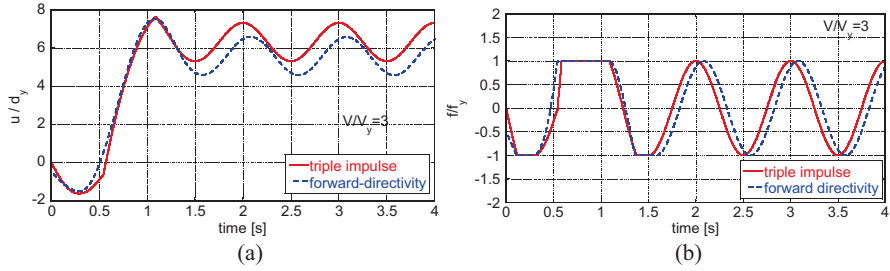 8
6
4
2
0
-2
u / d_y
0 0.5 1 1.5 2 2.5 3 3.5 4
time [s]
V/V_y=3
triple impulse
forward-directivity
(a)
2
1.5
1
0.5
0
-0.5
-1
-1.5
-2
f/f_y
0 0.5 1 1.5 2 2.5 3 3.5 4
time [s]
V/V_y=3
triple impulse
forward directivity
(b)